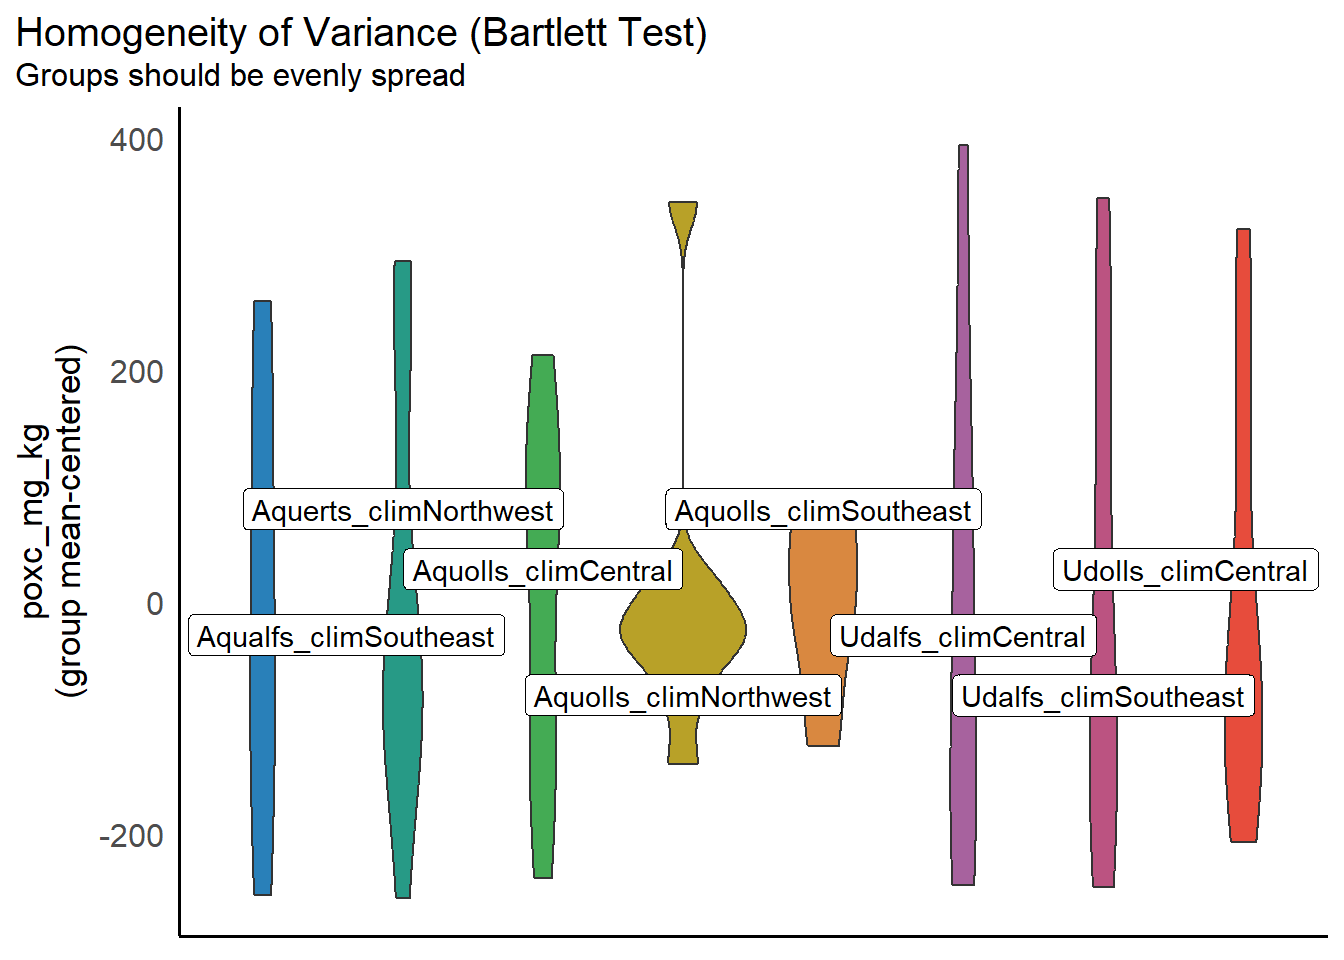 Homogeneity of Variance (Bartlett Test)
Groups should be evenly spread
400
200
0
-200
poxc_mg_kg
(group mean-centered)
Aquerts_climNorthwest
Aquolls_climSoutheast
Aquolls_climCentral
Udolls_climCentral
Aqualfs_climSoutheast
Udalfs_climCentral
Aquolls_climNorthwest
Udalfs_climSoutheast